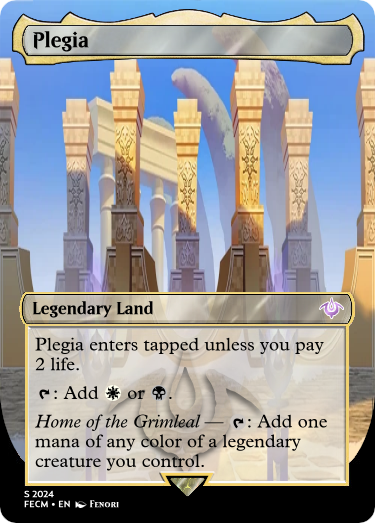 Plegia
Legendary Land
Plegia enters tapped unless you pay
2 life.
: Add or .
Home of the Grimleal — : Add one
mana of any color of a legendary
creature you control.
S 2024
FECM • EN Fenori